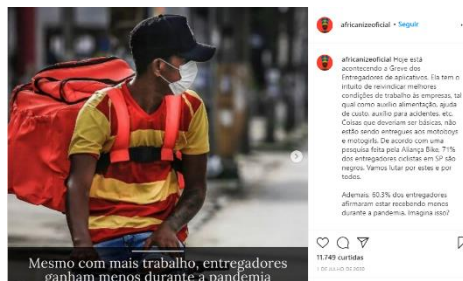 Mesmo com mais trabalho, entregadores
ganham menos durante a pandemia
africanizeoficial • Seguir
africanizeoficial Hoje está
acontecendo a Greve dos
Entregadores de aplicativos. Ela tem o
intuito de reivindicar melhores
condições de trabalho às empresas, tal
qual como auxílio alimentação, ajuda
de custo, auxílio para acidentes, etc.
Coisas que deveriam ser básicas, não
estão sendo entregues aos motoboys
e motogirls. De acordo com uma
pesquisa feita pela Aliança Bike, 71%
dos entregadores ciclistas em SP são
negros. Vamos lutar por estes e por
todos.
Ademais, 60,3% dos entregadores
afirmaram estar recebendo menos
durante a pandemia. Imagina isso?
11.749 curtidas
1 DE JULHO DE 2020